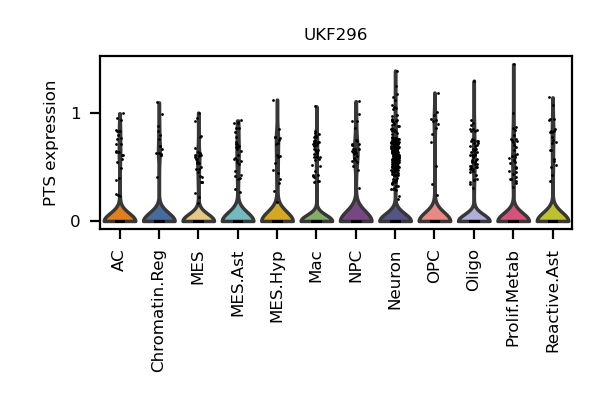 UKF296
PTS expression
1
0
AC
Chromatin.Reg
MES
MES.Ast
MES.Hyp
Mac
NPC
Neuron
OPC
Oligo
Prolif.Metab
Reactive.Ast